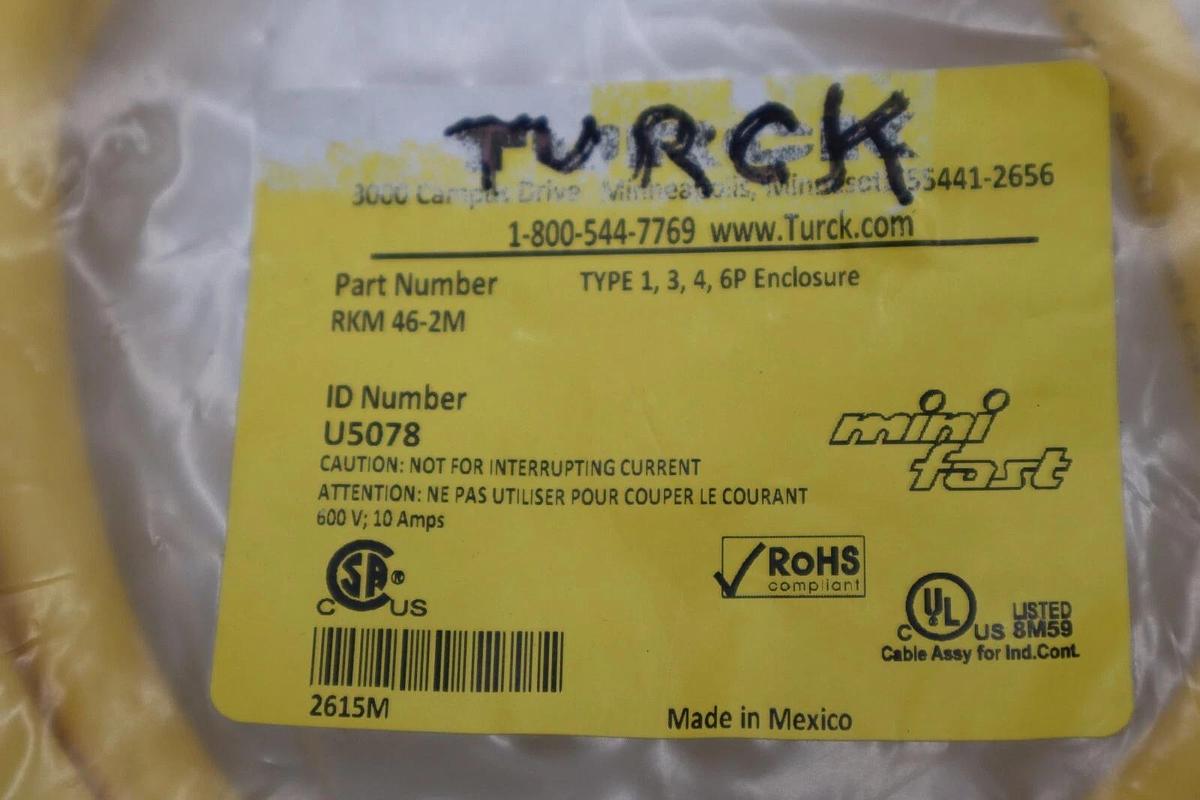 TURCK
3000 Campus Drive Minneapolis, Minnesota 55441-2656
1-800-544-7769 www.Turck.com
Part Number TYPE 1, 3, 4, 6P Enclosure
RKM 46-2M
ID Number
U5078
mini
fast
CAUTION: NOT FOR INTERRUPTING CURRENT
ATTENTION: NE PAS UTILISER POUR COUPER LE COURANT
600 V; 10 Amps
SA®
C US
RoHS
compliant
UL
C US LISTED
8M59
Cable Assy for Ind.Cont.
2615M
Made in Mexico